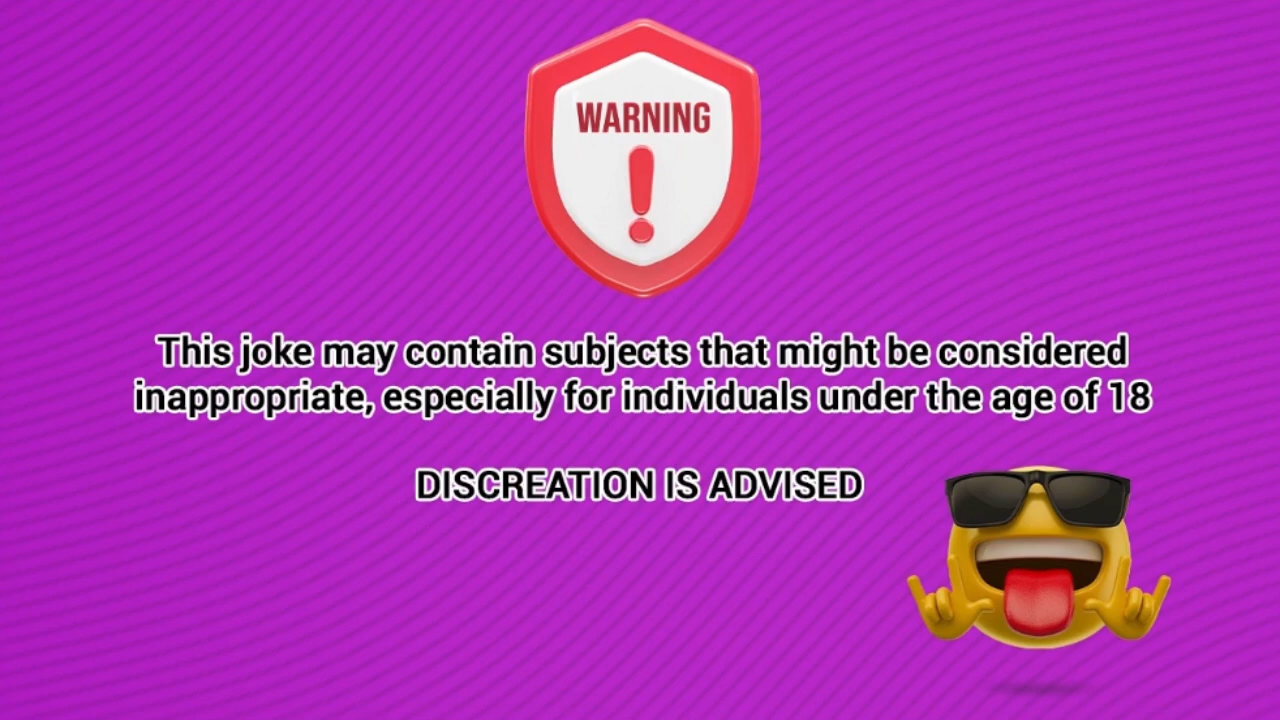 WARNING
This joke may contain subjects that might be considered
inappropriate, especially for individuals under the age of 18
DISCREATION IS ADVISED